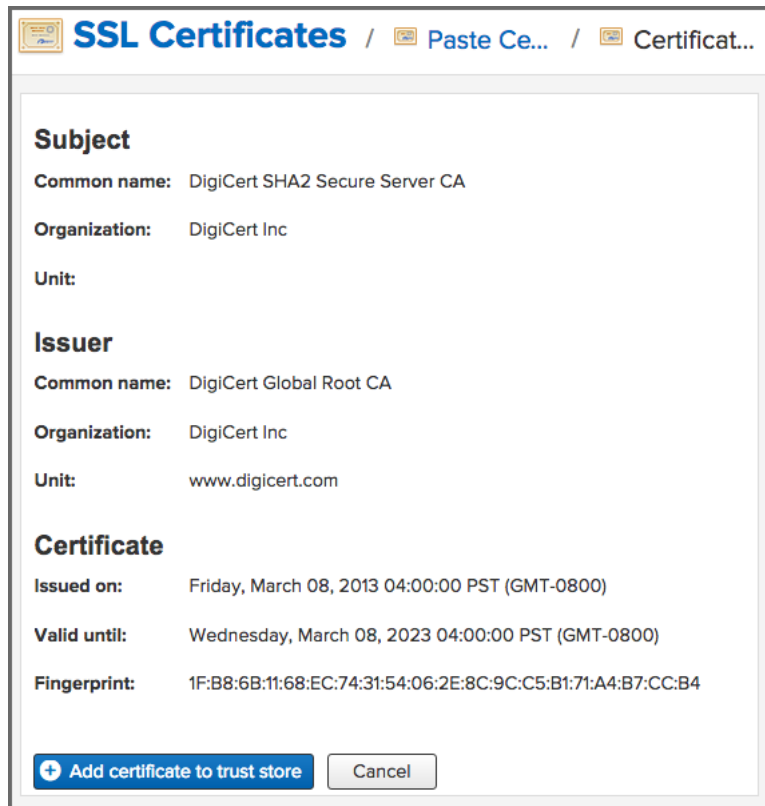 SSL Certificates / Paste Ce... / Certificat...
Subject
Common name: DigiCert SHA2 Secure Server CA
Organization: DigiCert Inc
Unit:
Issuer
Common name: DigiCert Global Root CA
Organization: DigiCert Inc
Unit: www.digicert.com
Certificate
Issued on: Friday, March 08, 2013 04:00:00 PST (GMT-0800)
Valid until: Wednesday, March 08, 2023 04:00:00 PST (GMT-0800)
Fingerprint: 1F:B8:6B:11:68:EC:74:31:54:06:2E:8C:9C:C5:B1:71:A4:B7:CC:B4
Add certificate to trust store Cancel